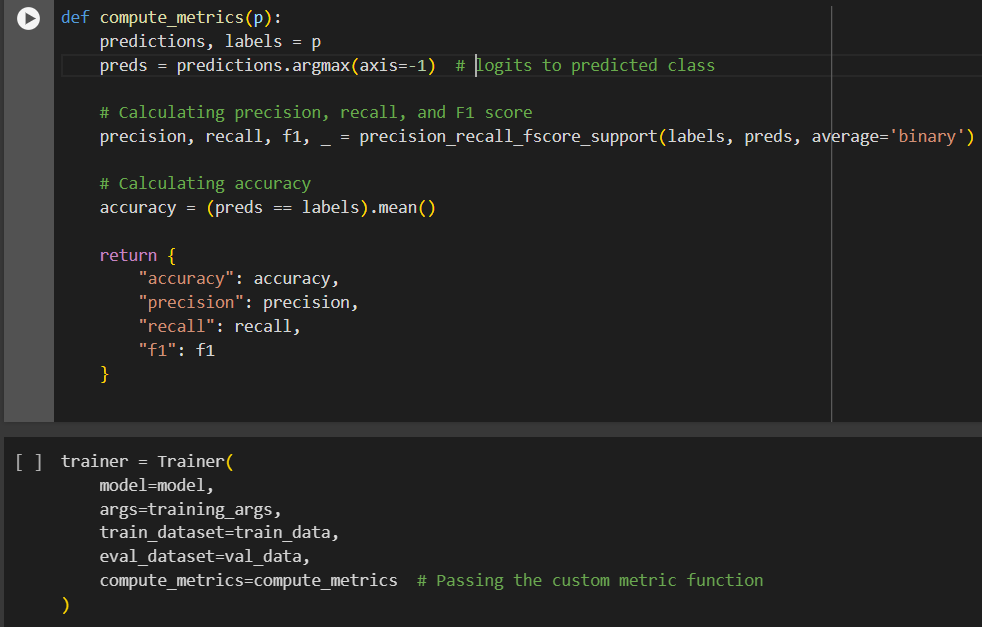 def compute_metrics(p):
    predictions, labels = p
    preds = predictions.argmax(axis=-1)  # logits to predicted class

    # Calculating precision, recall, and F1 score
    precision, recall, f1, _ = precision_recall_fscore_support(labels, preds, average='binary')

    # Calculating accuracy
    accuracy = (preds == labels).mean()

    return {
        "accuracy": accuracy,
        "precision": precision,
        "recall": recall,
        "f1": f1
    }

[ ] trainer = Trainer(
    model=model,
    args=training_args,
    train_dataset=train_data,
    eval_dataset=val_data,
    compute_metrics=compute_metrics  # Passing the custom metric function
)